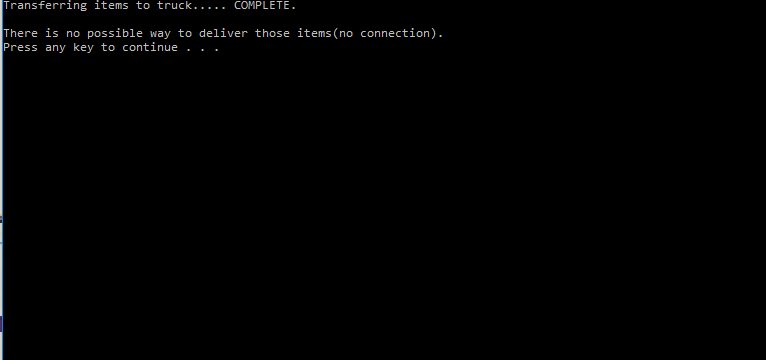 Transferring items to truck..... COMPLETE.
There is no possible way to deliver those items(no connection).
Press any key to continue . . .